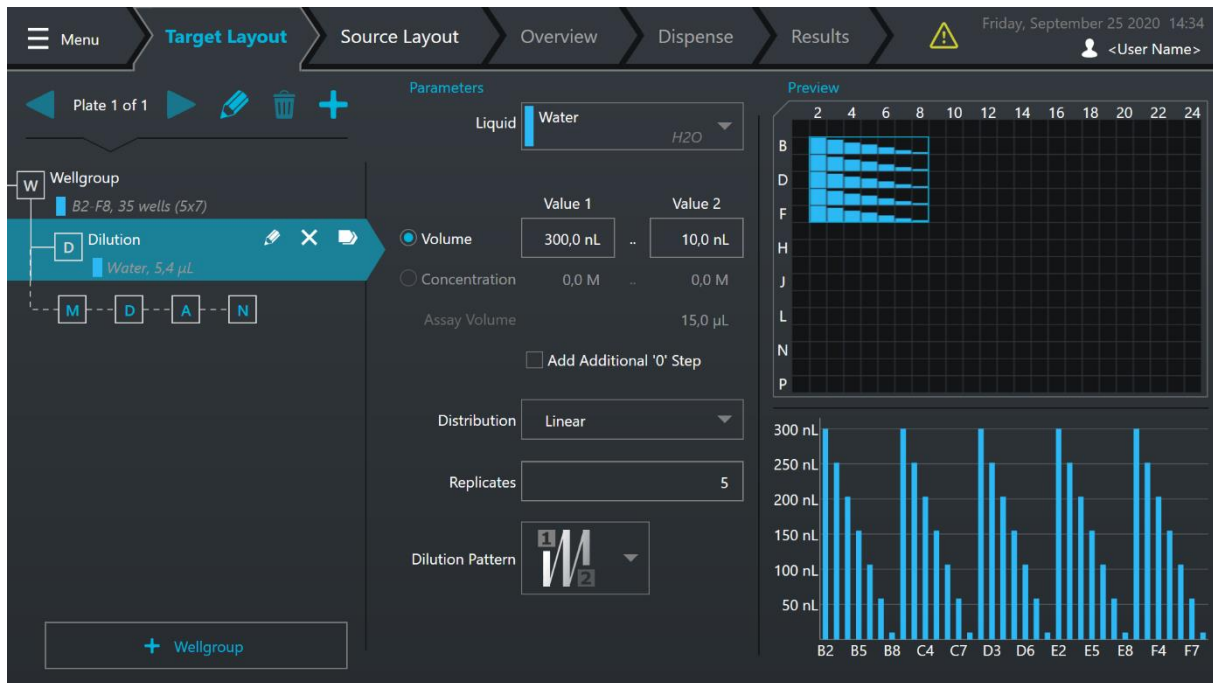 Menu
Target Layout
Source Layout
Overview
Dispense
Results
Friday, September 25 2020 14:34
<User Name>
Plate 1 of 1
W
Wellgroup
B2-F8, 35 wells (5x7)
D
Dilution
Water, 5,4 µL
M D A N
+ Wellgroup
Parameters
Liquid
Water
H2O
Value 1 Value 2
Volume 300,0 nL .. 10,0 nL
Concentration 0,0 M .. 0,0 M
Assay Volume 15,0 µL
Add Additional '0' Step
Distribution Linear
Replicates 5
Dilution Pattern 1 2
Preview
2 4 6 8 10 12 14 16 18 20 22 24
B
D
F
H
J
L
N
P
300 nL
250 nL
200 nL
150 nL
100 nL
50 nL
B2 B5 B8 C4 C7 D3 D6 E2 E5 E8 F4 F7